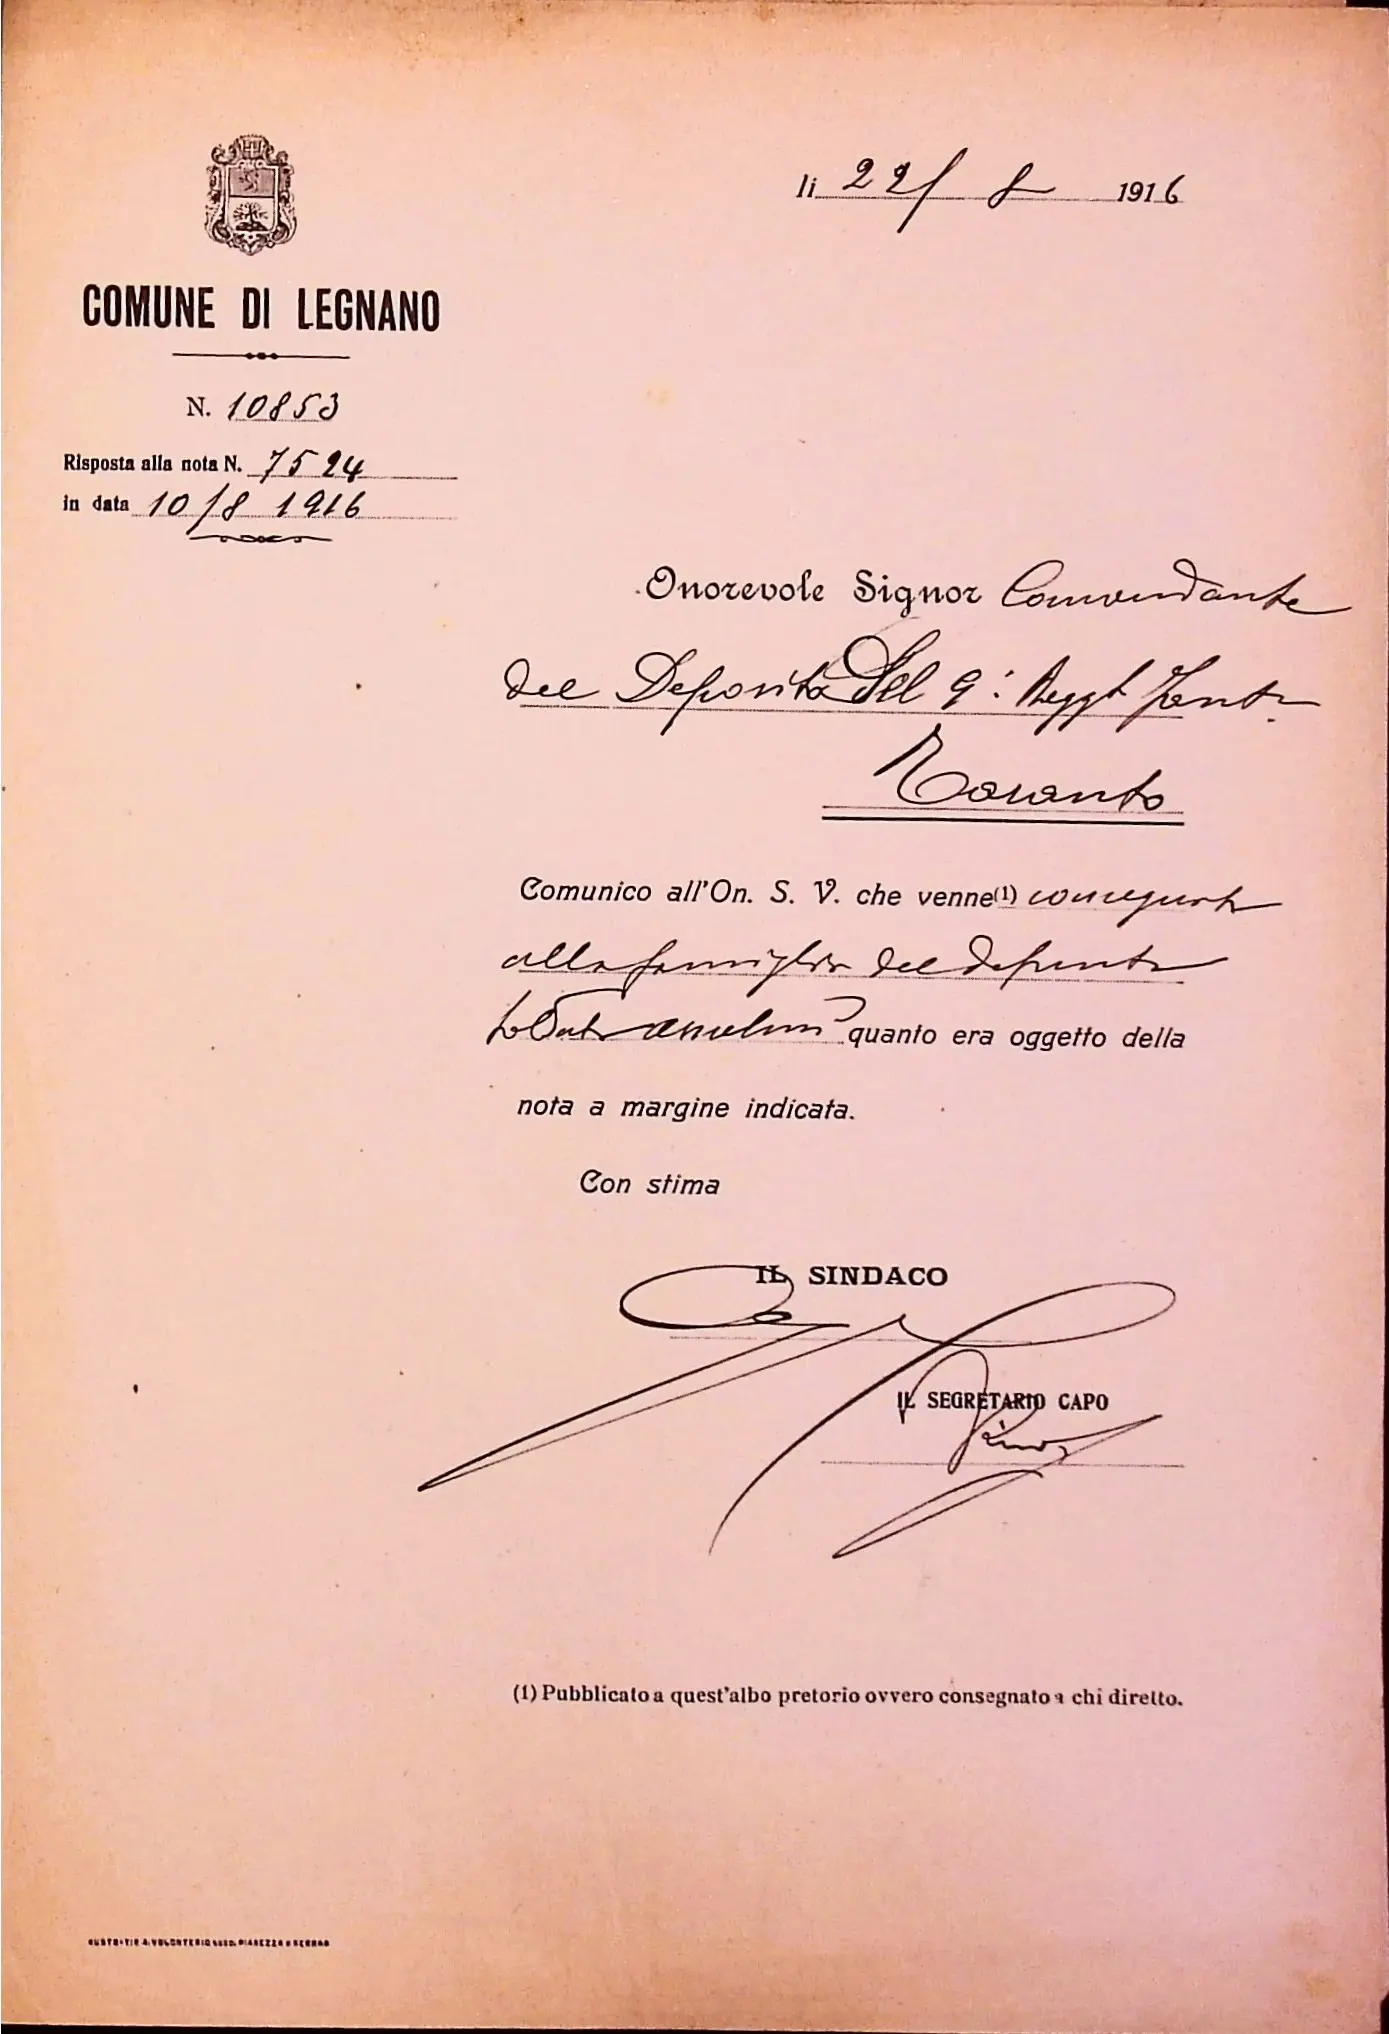 li 22/8 1916
COMUNE DI LEGNANO
N. 10853
Risposta alla nota N. 7524
in data 10/8 1916
Onorevole Signor Comandante
del Deposito del 9° Reggt Fant.
Taranto
Comunico all'On. S. V. che venne (1) consegnato
alla famiglia del defunto
quanto era oggetto della
nota a margine indicata.
Con stima
IL SINDACO
IL SEGRETARIO CAPO
(1) Pubblicato a quest'albo pretorio ovvero consegnato a chi diretto.